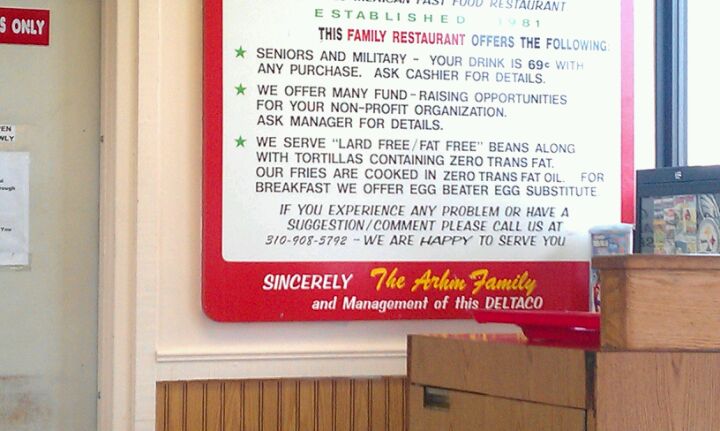 S ONLY
MEXICAN FAST FOOD RESTAURANT
ESTABLISHED 1981
THIS FAMILY RESTAURANT OFFERS THE FOLLOWING:
SENIORS AND MILITARY - YOUR DRINK IS 69¢ WITH
ANY PURCHASE. ASK CASHIER FOR DETAILS.
WE OFFER MANY FUND-RAISING OPPORTUNITIES
FOR YOUR NON-PROFIT ORGANIZATION.
ASK MANAGER FOR DETAILS.
WE SERVE "LARD FREE/FAT FREE" BEANS ALONG
WITH TORTILLAS CONTAINING ZERO TRANS FAT.
OUR FRIES ARE COOKED IN ZERO TRANS FAT OIL. FOR
BREAKFAST WE OFFER EGG BEATER EGG SUBSTITUTE
IF YOU EXPERIENCE ANY PROBLEM OR HAVE A
SUGGESTION/COMMENT PLEASE CALL US AT
310-908-5792 - WE ARE HAPPY TO SERVE YOU
SINCERELY The Arhm Family
and Management of this DELTACO